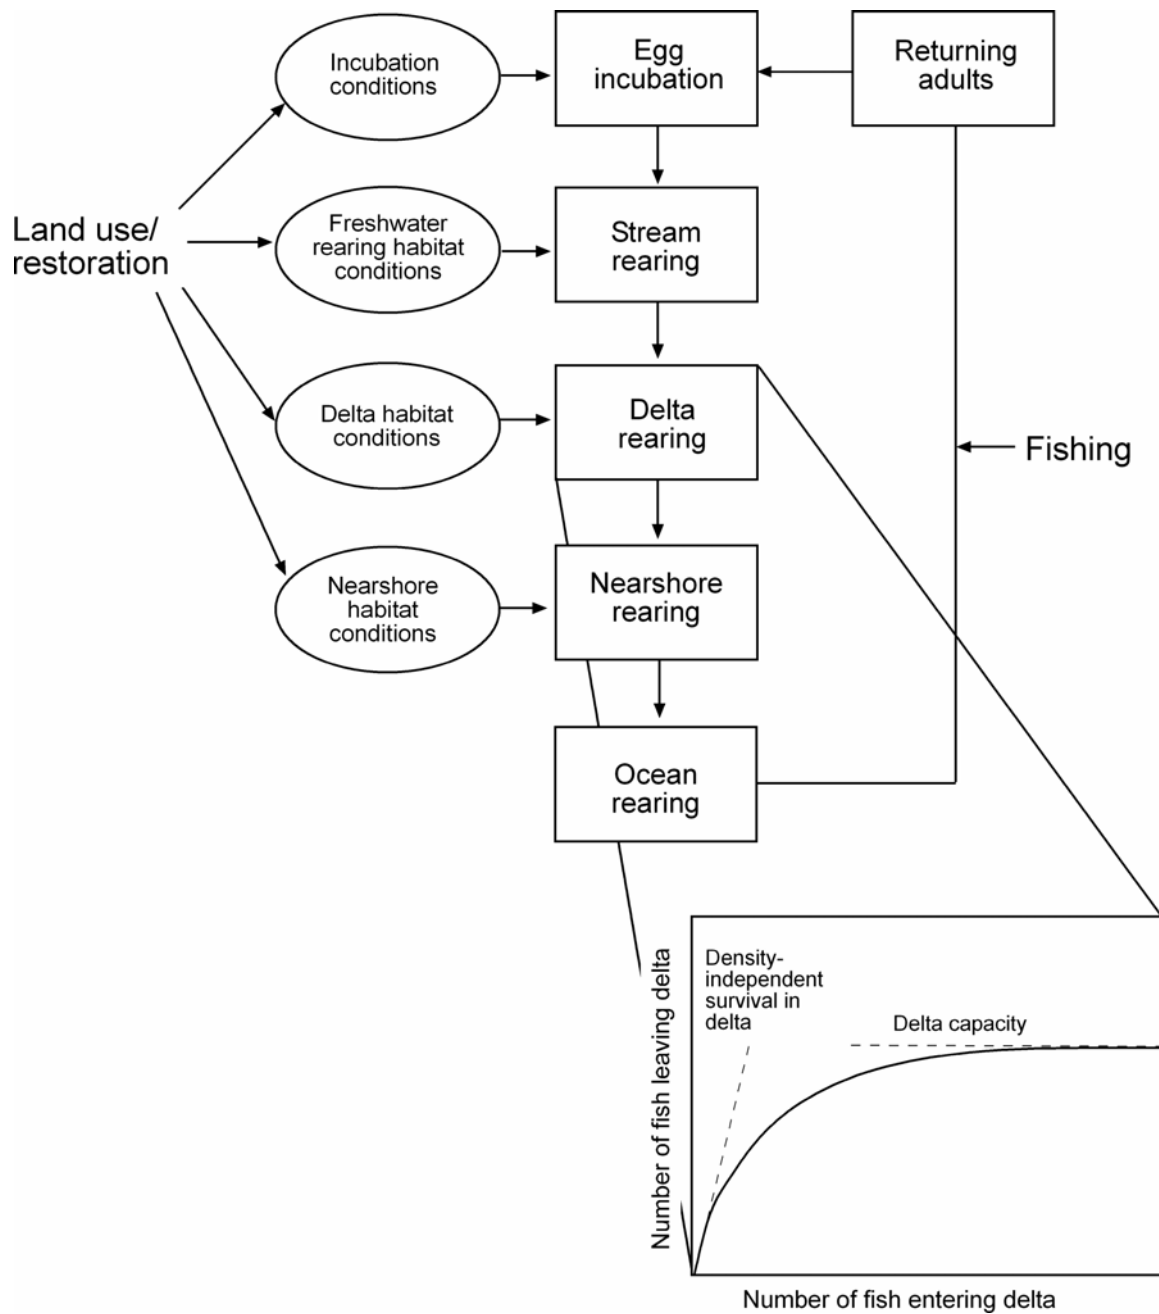 Incubation
conditions
Egg
incubation
Returning
adults
Land use/
restoration
Freshwater
rearing habitat
conditions
Stream
rearing
Delta habitat
conditions
Delta
rearing
Fishing
Nearshore
habitat
conditions
Nearshore
rearing
Ocean
rearing
Number of fish leaving delta
Density-
independent
survival in
delta
Delta capacity
Number of fish entering delta